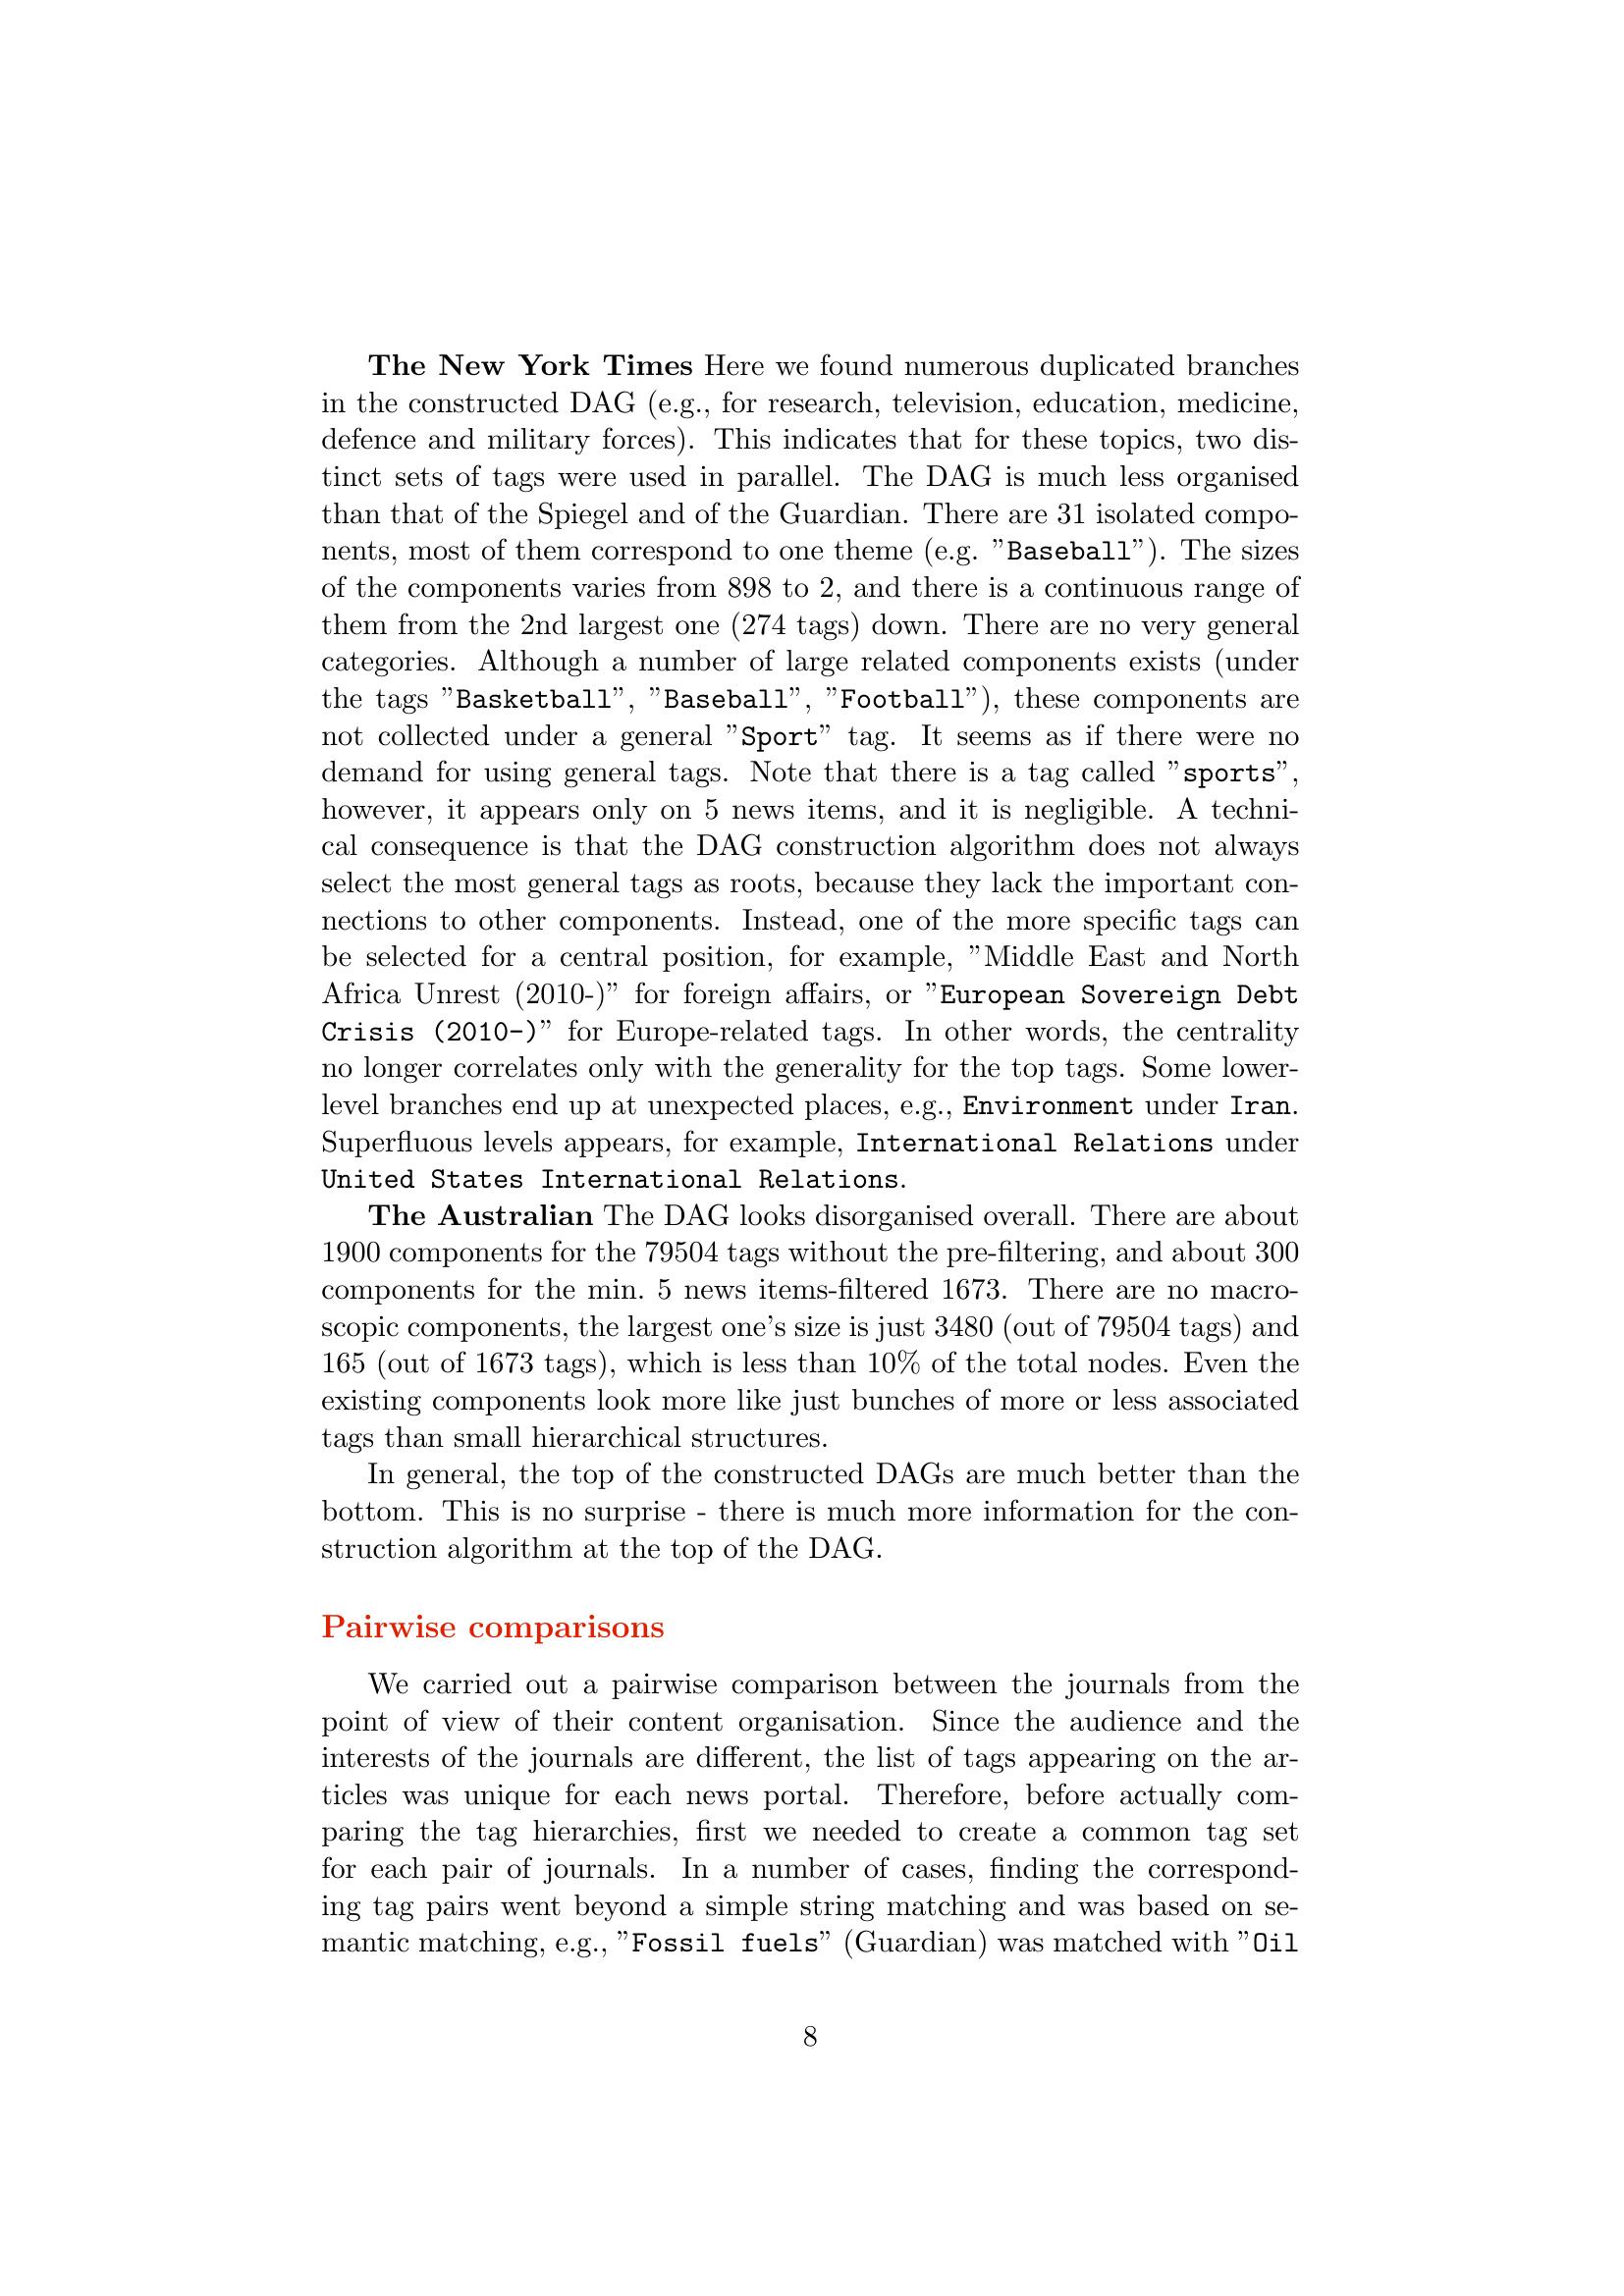 The New York Times Here we found numerous duplicated branches
in the constructed DAG (e.g., for research, television, education, medicine,
defence and military forces). This indicates that for these topics, two dis-
tinct sets of tags were used in parallel. The DAG is much less organised
than that of the Spiegel and of the Guardian. There are 31 isolated compo-
nents, most of them correspond to one theme (e.g. ”Baseball”). The sizes
of the components varies from 898 to 2, and there is a continuous range of
them from the 2nd largest one (274 tags) down. There are no very general
categories. Although a number of large related components exists (under
the tags ”Basketball”, ”Baseball”, ”Football”), these components are
not collected under a general ”Sport” tag. It seems as if there were no
demand for using general tags. Note that there is a tag called ”sports”,
however, it appears only on 5 news items, and it is negligible. A techni-
cal consequence is that the DAG construction algorithm does not always
select the most general tags as roots, because they lack the important con-
nections to other components. Instead, one of the more specific tags can
be selected for a central position, for example, ”Middle East and North
Africa Unrest (2010-)” for foreign affairs, or ”European Sovereign Debt
Crisis (2010-)” for Europe-related tags. In other words, the centrality
no longer correlates only with the generality for the top tags. Some lower-
level branches end up at unexpected places, e.g., Environment under Iran.
Superfluous levels appears, for example, International Relations under
United States International Relations.
The Australian The DAG looks disorganised overall. There are about
1900 components for the 79504 tags without the pre-filtering, and about 300
components for the min. 5 news items-filtered 1673. There are no macro-
scopic components, the largest one’s size is just 3480 (out of 79504 tags) and
165 (out of 1673 tags), which is less than 10% of the total nodes. Even the
existing components look more like just bunches of more or less associated
tags than small hierarchical structures.
In general, the top of the constructed DAGs are much better than the
bottom. This is no surprise - there is much more information for the con-
struction algorithm at the top of the DAG.
Pairwise comparisons
We carried out a pairwise comparison between the journals from the
point of view of their content organisation. Since the audience and the
interests of the journals are different, the list of tags appearing on the ar-
ticles was unique for each news portal. Therefore, before actually com-
paring the tag hierarchies, first we needed to create a common tag set
for each pair of journals. In a number of cases, finding the correspond-
ing tag pairs went beyond a simple string matching and was based on se-
mantic matching, e.g., ”Fossil fuels” (Guardian) was matched with ”Oil
8